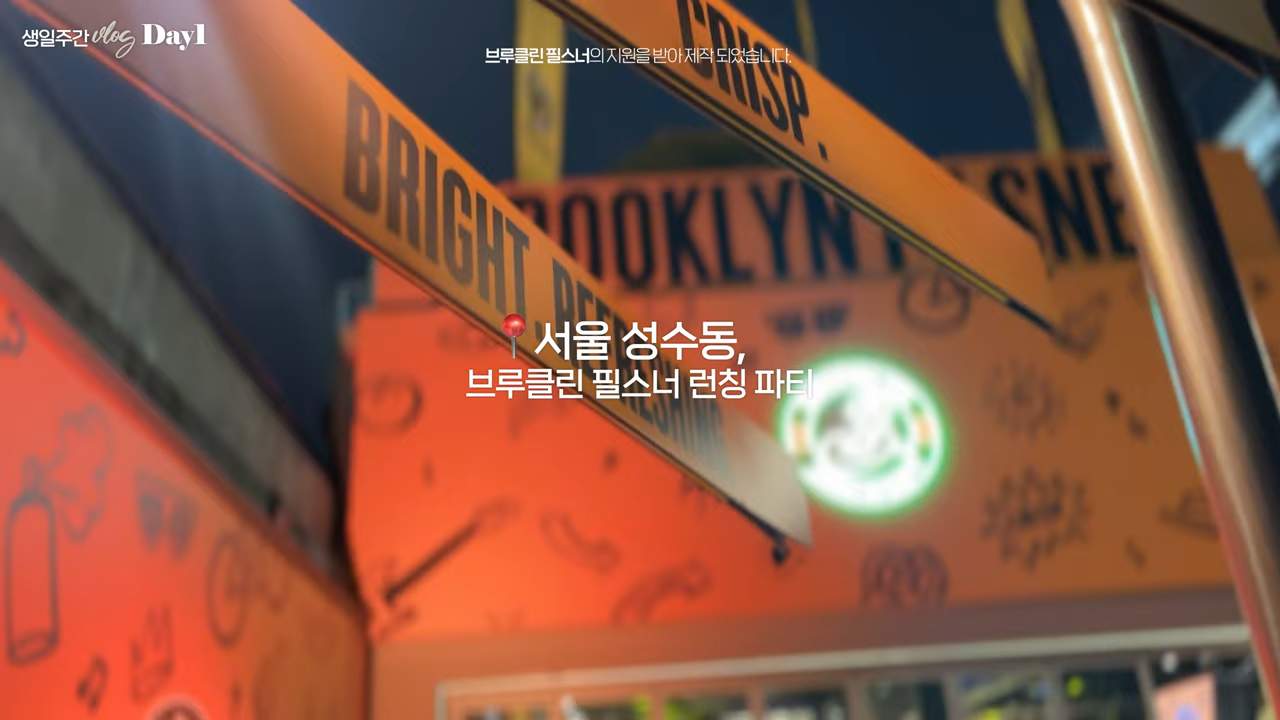 생일주간 vlog Day1
브루클린 필스너의 지원을 받아 제작 되었습니다.
CRISP.
BRIGHT.
📍서울 성수동,
브루클린 필스너 런칭 파티